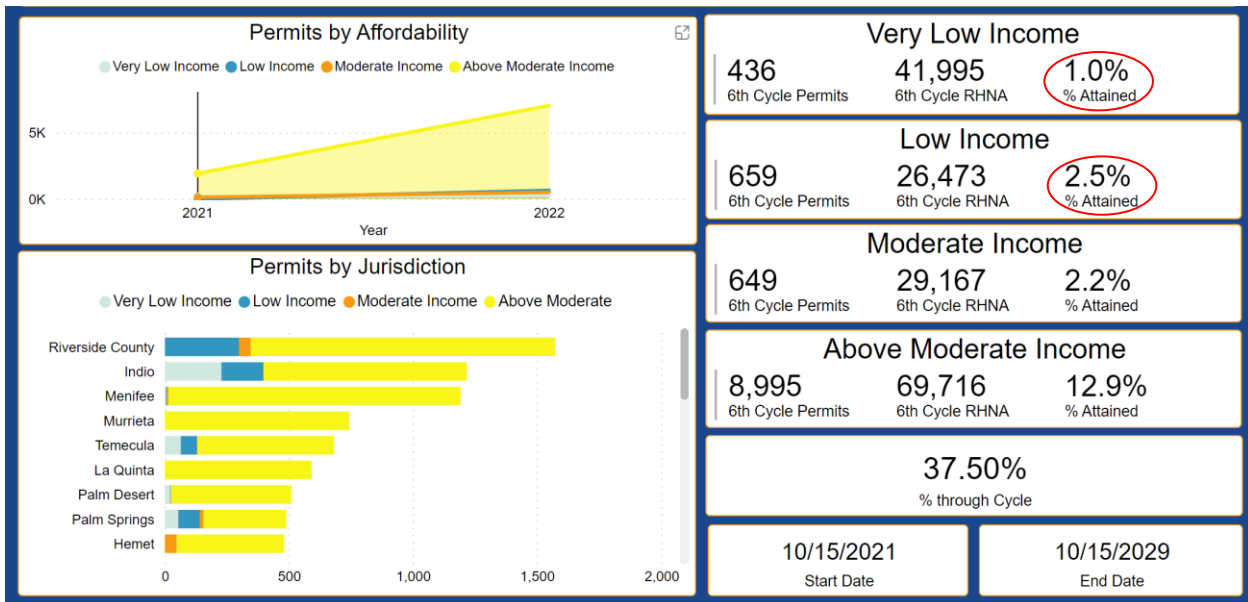 Permits by Affordability
Very Low Income Low Income Moderate Income Above Moderate Income
5K
0K
2021 2022
Year
Permits by Jurisdiction
Very Low Income Low Income Moderate Income Above Moderate
Riverside County
Indio
Menifee
Murrieta
Temecula
La Quinta
Palm Desert
Palm Springs
Hemet
0 500 1,000 1,500 2,000
Very Low Income
436 41,995 1.0%
6th Cycle Permits 6th Cycle RHNA % Attained
Low Income
659 26,473 2.5%
6th Cycle Permits 6th Cycle RHNA % Attained
Moderate Income
649 29,167 2.2%
6th Cycle Permits 6th Cycle RHNA % Attained
Above Moderate Income
8,995 69,716 12.9%
6th Cycle Permits 6th Cycle RHNA % Attained
37.50%
% through Cycle
10/15/2021 10/15/2029
Start Date End Date